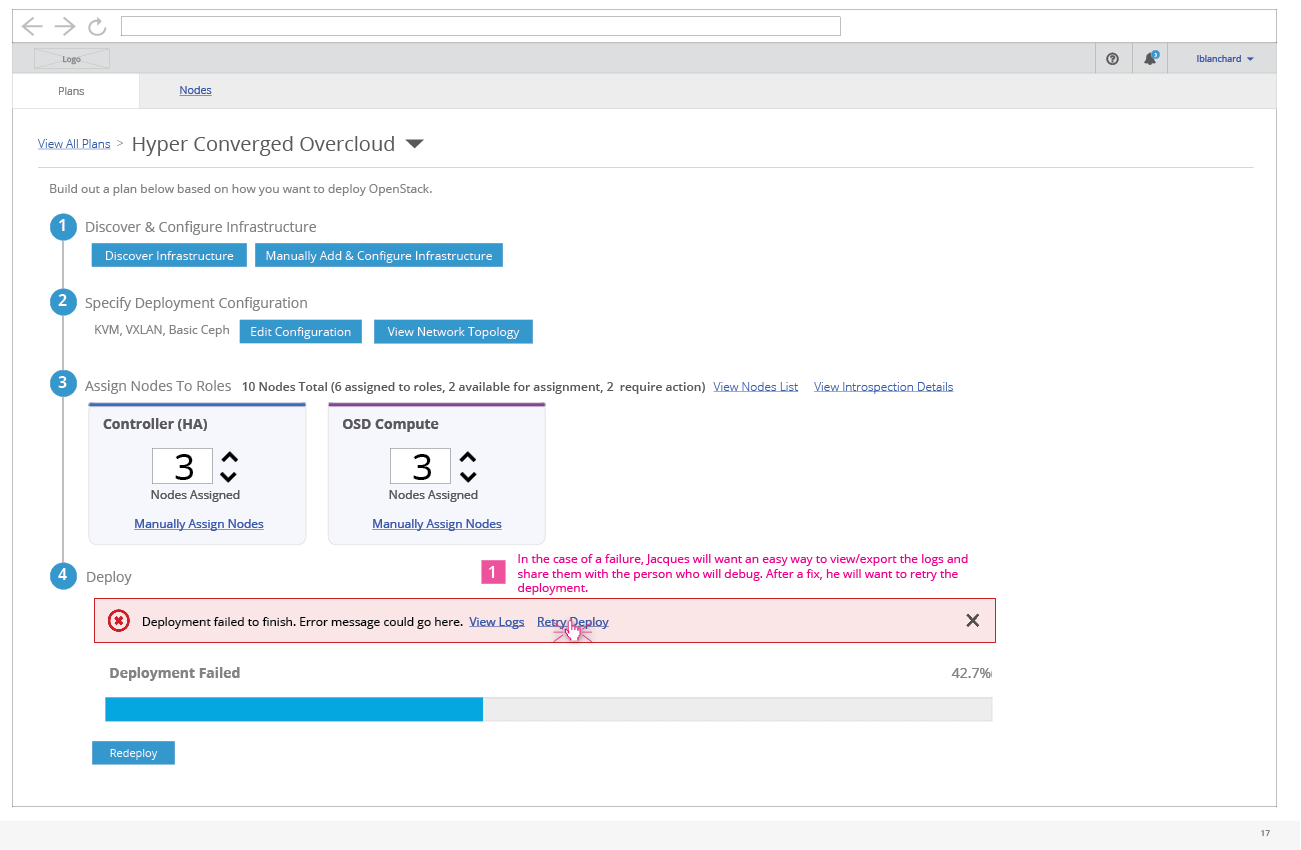 Logo
3
lblanchard
Plans
Nodes
View All Plans > Hyper Converged Overcloud
Build out a plan below based on how you want to deploy OpenStack.
1 Discover & Configure Infrastructure
Discover Infrastructure Manually Add & Configure Infrastructure
2 Specify Deployment Configuration
KVM, VXLAN, Basic Ceph Edit Configuration View Network Topology
3 Assign Nodes To Roles 10 Nodes Total (6 assigned to roles, 2 available for assignment, 2 require action) View Nodes List View Introspection Details
Controller (HA)
3
Nodes Assigned
Manually Assign Nodes
OSD Compute
3
Nodes Assigned
Manually Assign Nodes
1 In the case of a failure, Jacques will want an easy way to view/export the logs and
share them with the person who will debug. After a fix, he will want to retry the
deployment.
4 Deploy
Deployment failed to finish. Error message could go here. View Logs Retry Deploy
Deployment Failed 42.7%
Redeploy
17